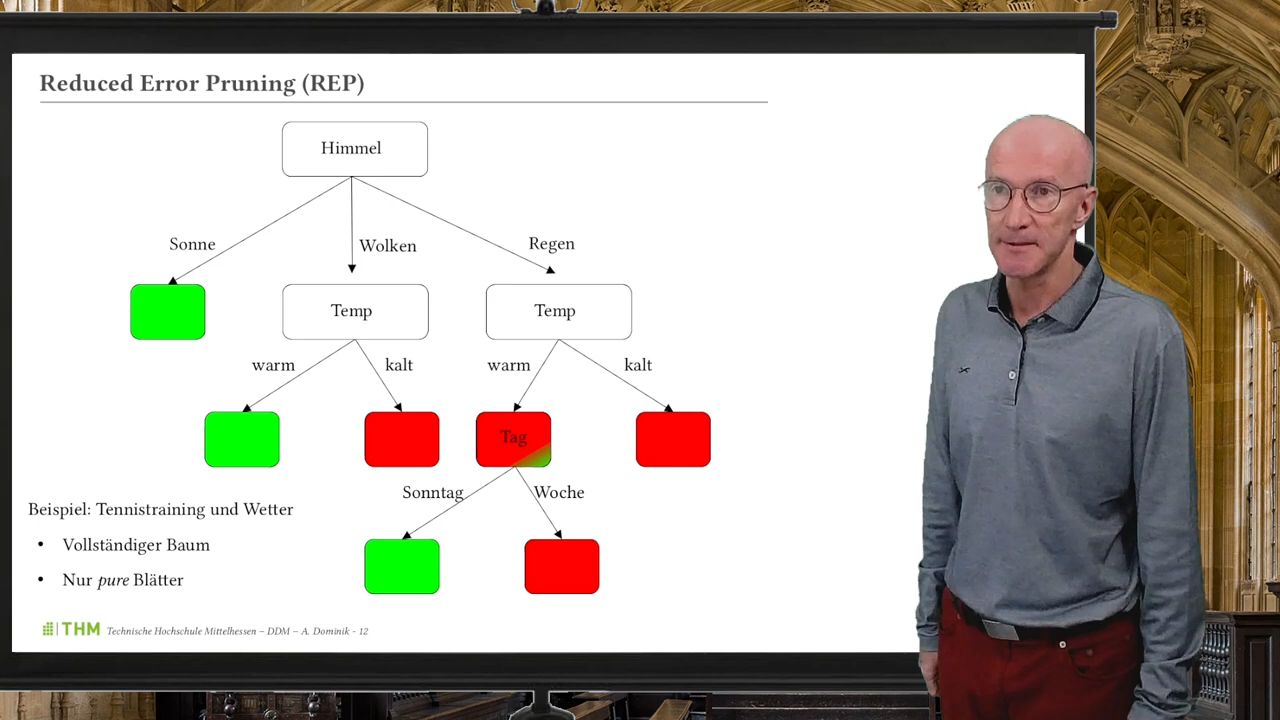 Reduced Error Pruning (REP)
Himmel
Sonne
Wolken
Regen
Temp
Temp
warm
kalt
warm
kalt
Tag
Sonntag
Woche
Beispiel: Tennistraining und Wetter
• Vollständiger Baum
• Nur pure Blätter
THM Technische Hochschule Mittelhessen – DDM – A. Dominik - 12